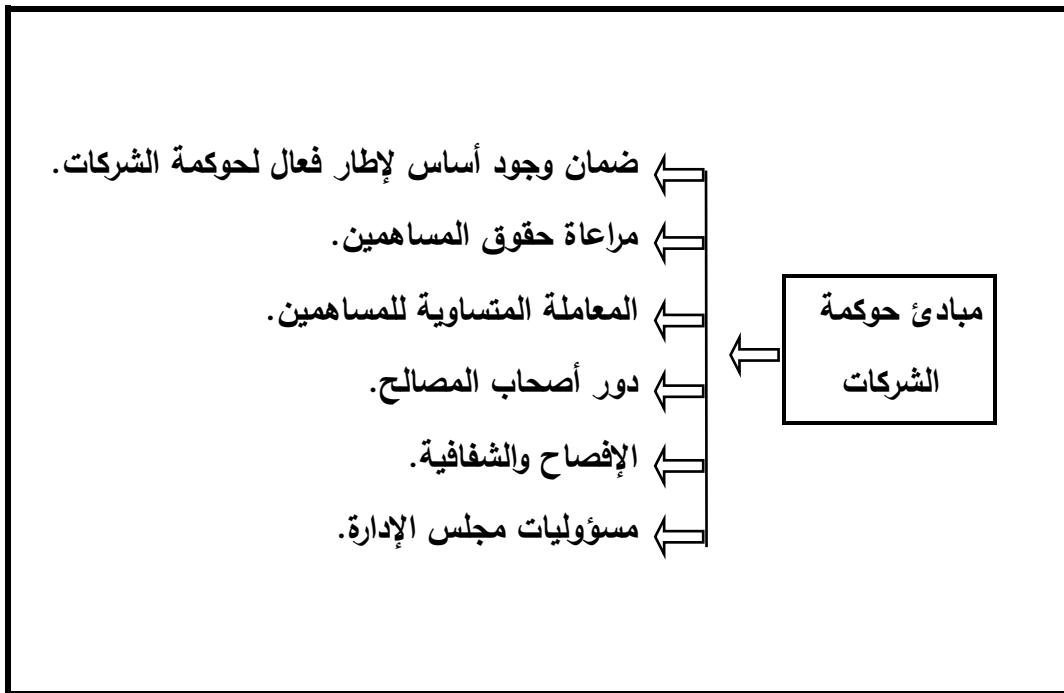 مبادئ حوكمة
الشركات
ضمان وجود أساس لإطار فعال لحوكمة الشركات.
مراعاة حقوق المساهمين.
المعاملة المتساوية للمساهمين.
دور أصحاب المصالح.
الإفصاح والشفافية.
مسؤوليات مجلس الإدارة.